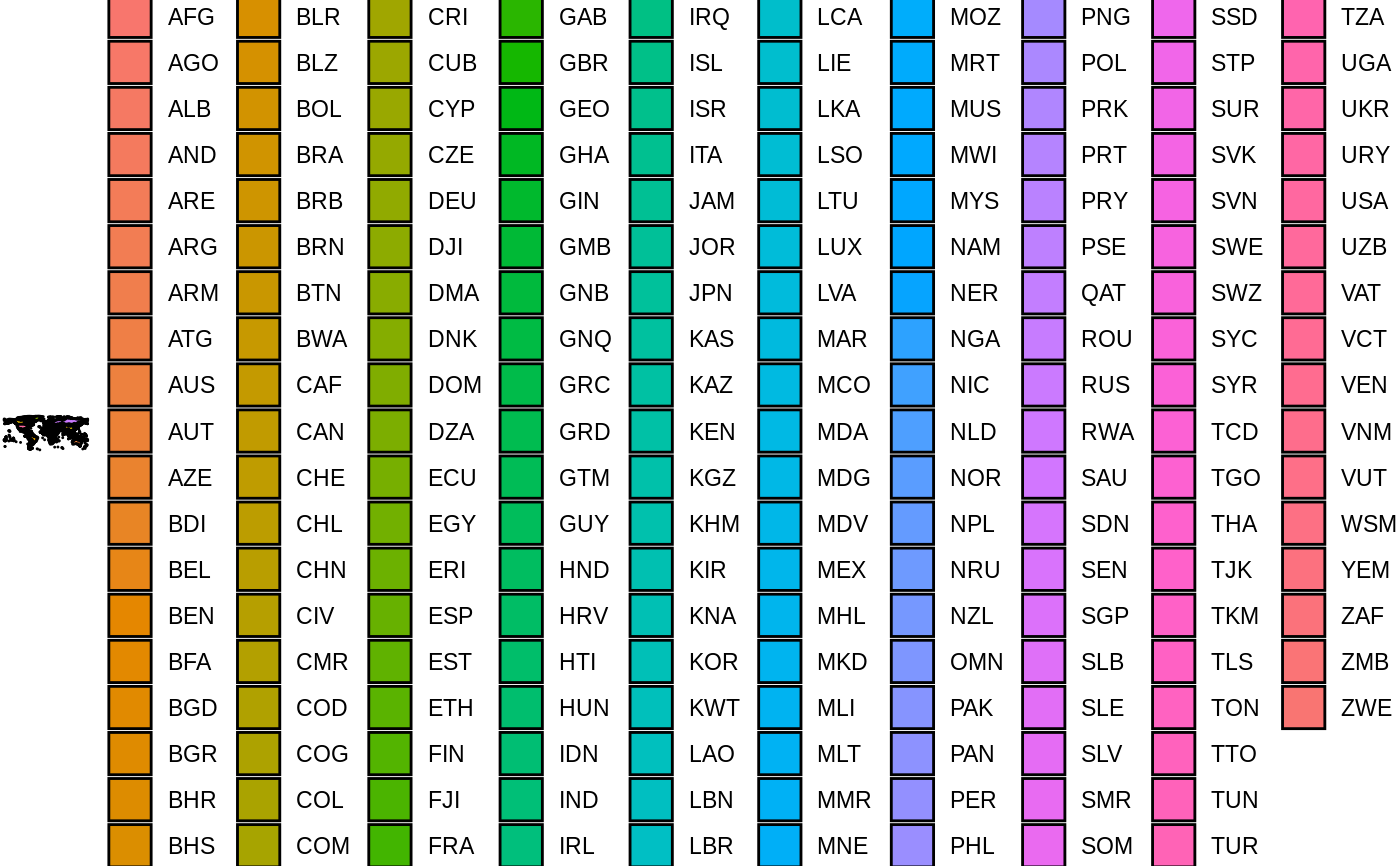 AFG BLR CRI GAB IRQ LCA MOZ PNG SSD TZA
AGO BLZ CUB GBR ISL LIE MRT POL STP UGA
ALB BOL CYP GEO ISR LKA MUS PRK SUR UKR
AND BRA CZE GHA ITA LSO MWI PRT SVK URY
ARE BRB DEU GIN JAM LTU MYS PRY SVN USA
ARG BRN DJI GMB JOR LUX NAM PSE SWE UZB
ARM BTN DMA GNB JPN LVA NER QAT SWZ VAT
ATG BWA DNK GNQ KAS MAR NGA ROU SYC VCT
AUS CAF DOM GRC KAZ MCO NIC RUS SYR VEN
AUT CAN DZA GRD KEN MDA NLD RWA TCD VNM
AZE CHE ECU GTM KGZ MDG NOR SAU TGO VUT
BDI CHL EGY GUY KHM MDV NPL SDN THA WSM
BEL CHN ERI HND KIR MEX NRU SEN TJK YEM
BEN CIV ESP HRV KNA MHL NZL SGP TKM ZAF
BFA CMR EST HTI KOR MKD OMN SLB TLS ZMB
BGD COD ETH HUN KWT MLI PAK SLE TON ZWE
BGR COG FIN IDN LAO MLT PAN SLV TTO
BHR COL FJI IND LBN MMR PER SMR TUN
BHS COM FRA IRL LBR MNE PHL SOM TUR